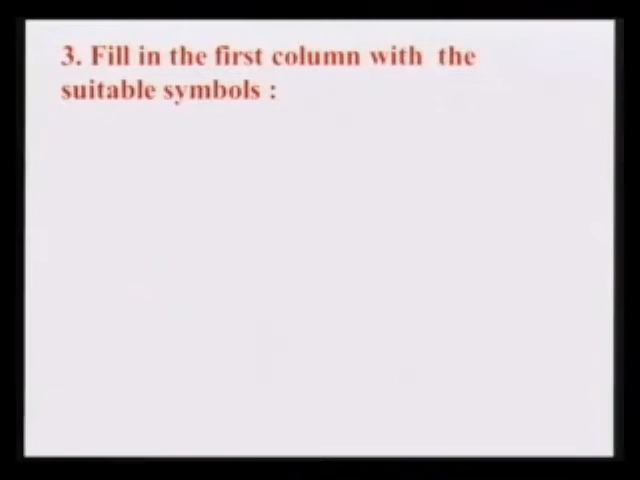 3. Fill in the first column with the
suitable symbols :